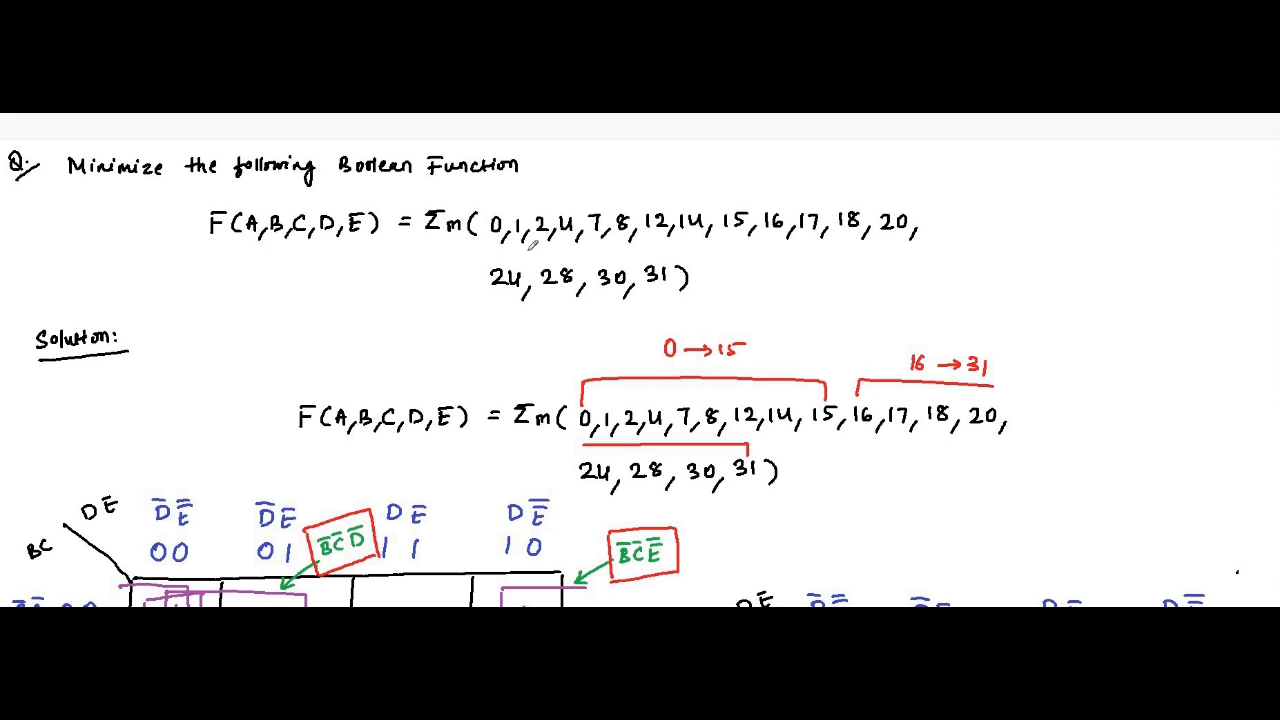 Q. Minimize the following Boolean Function
F(A,B,C,D,E) = Σm( 0,1,2,4,7,8,12,14,15,16,17,18,20,
24,28,30,31)
Solution:
0→15
16→31
F(A,B,C,D,E) = Σm( 0,1,2,4,7,8,12,14,15,16,17,18,20,
24,28,30,31)
DE D̅E̅ D̅E DE DE̅
BC 00 01 B̅C̅D̅ 11 10 B̅C̅E̅
DE